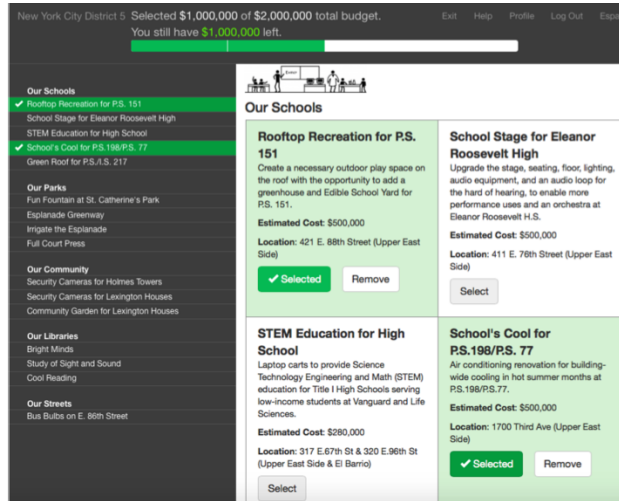 New York City District 5 Selected $1,000,000 of $2,000,000 total budget.
Exit Help Profile Log Out Espa
You still have $1,000,000 left.
Our Schools
Rooftop Recreation for P.S. 151
School Stage for Eleanor Roosevelt High
STEM Education for High School
School's Cool for P.S.198/P.S. 77
Green Roof for P.S./I.S. 217
Our Parks
Fun Fountain at St. Catherine's Park
Esplanade Greenway
Irrigate the Esplanade
Full Court Press
Our Community
Security Cameras for Holmes Towers
Security Cameras for Lexington Houses
Community Garden for Lexington Houses
Our Libraries
Bright Minds
Study of Sight and Sound
Cool Reading
Our Streets
Bus Bulbs on E. 86th Street
Our Schools
Rooftop Recreation for P.S.
151
Create a necessary outdoor play space on
the roof with the opportunity to add a
greenhouse and Edible School Yard for
P.S. 151.
Estimated Cost: $500,000
Location: 421 E. 88th Street (Upper East
Side)
Selected
Remove
School Stage for Eleanor
Roosevelt High
Upgrade the stage, seating, floor, lighting,
audio equipment, and an audio loop for
the hard of hearing, to enable more
performance uses and an orchestra at
Eleanor Roosevelt H.S.
Estimated Cost: $500,000
Location: 411 E. 76th Street (Upper East
Side)
Select
STEM Education for High
School
Laptop carts to provide Science
Technology Engineering and Math (STEM)
education for Title I High Schools serving
low-income students at Vanguard and Life
Sciences.
Estimated Cost: $280,000
Location: 317 E.67th St & 320 E.96th St
(Upper East Side & El Barrio)
Select
School's Cool for
P.S.198/P.S. 77
Air conditioning renovation for building-
wide cooling in hot summer months at
P.S.198/P.S.77.
Estimated Cost: $500,000
Location: 1700 Third Ave (Upper East
Side)
Selected
Remove